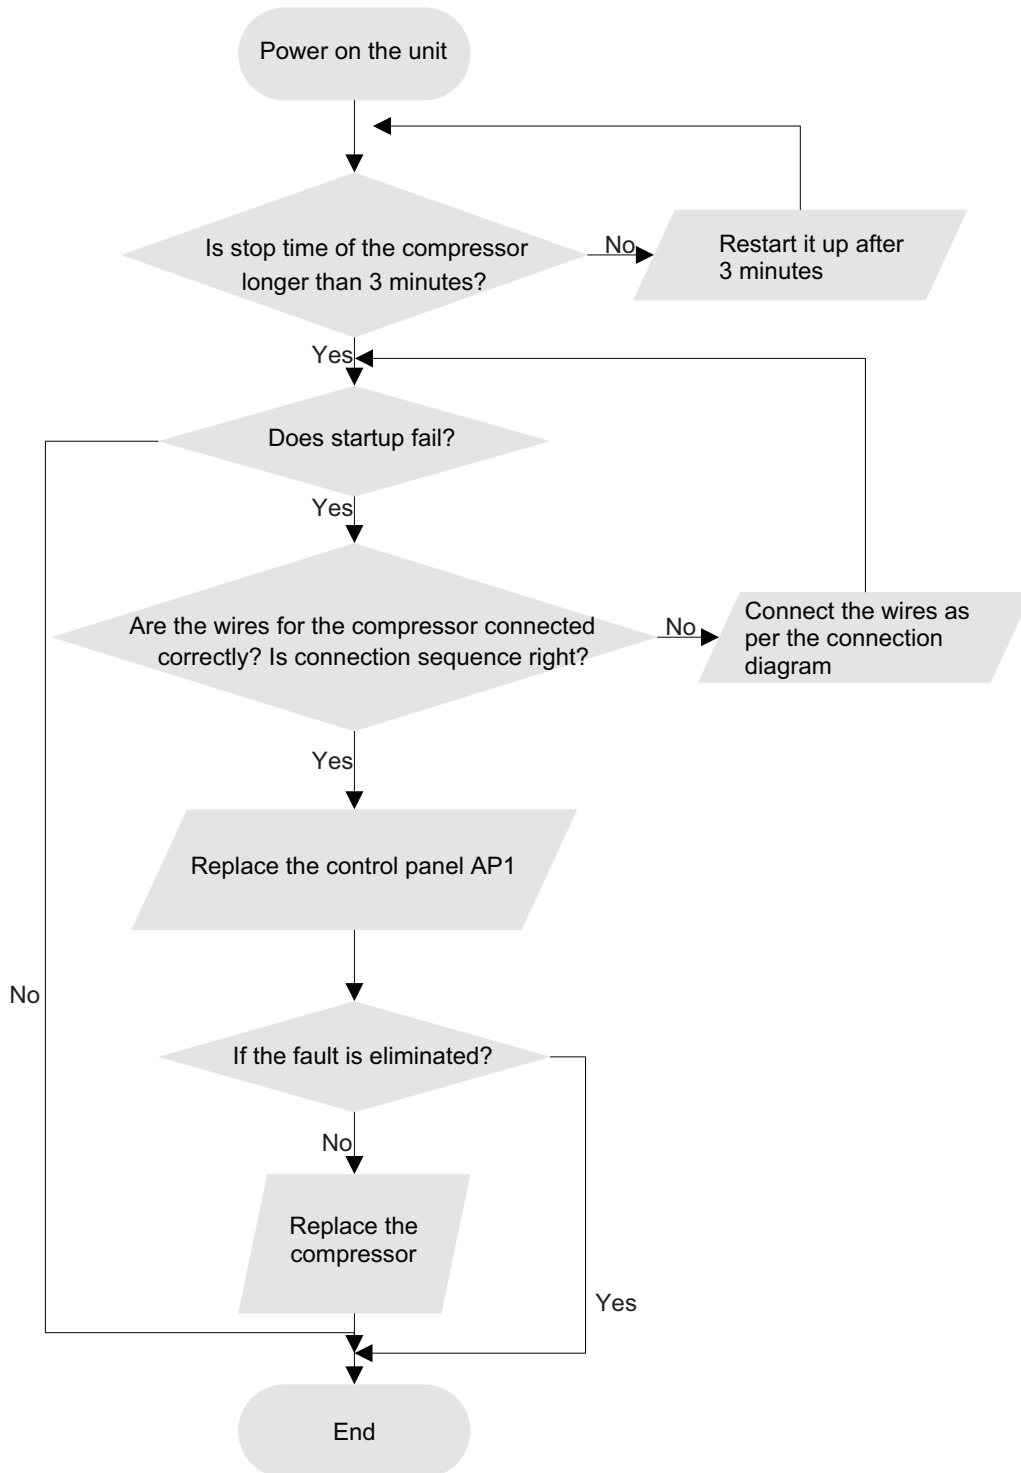 Power on the unit
Is stop time of the compressor
longer than 3 minutes?
No
Restart it up after
3 minutes
Yes
Does startup fail?
Yes
Are the wires for the compressor connected
correctly? Is connection sequence right?
No
Connect the wires as
per the connection
diagram
Yes
Replace the control panel AP1
No
If the fault is eliminated?
No
Replace the
compressor
Yes
End